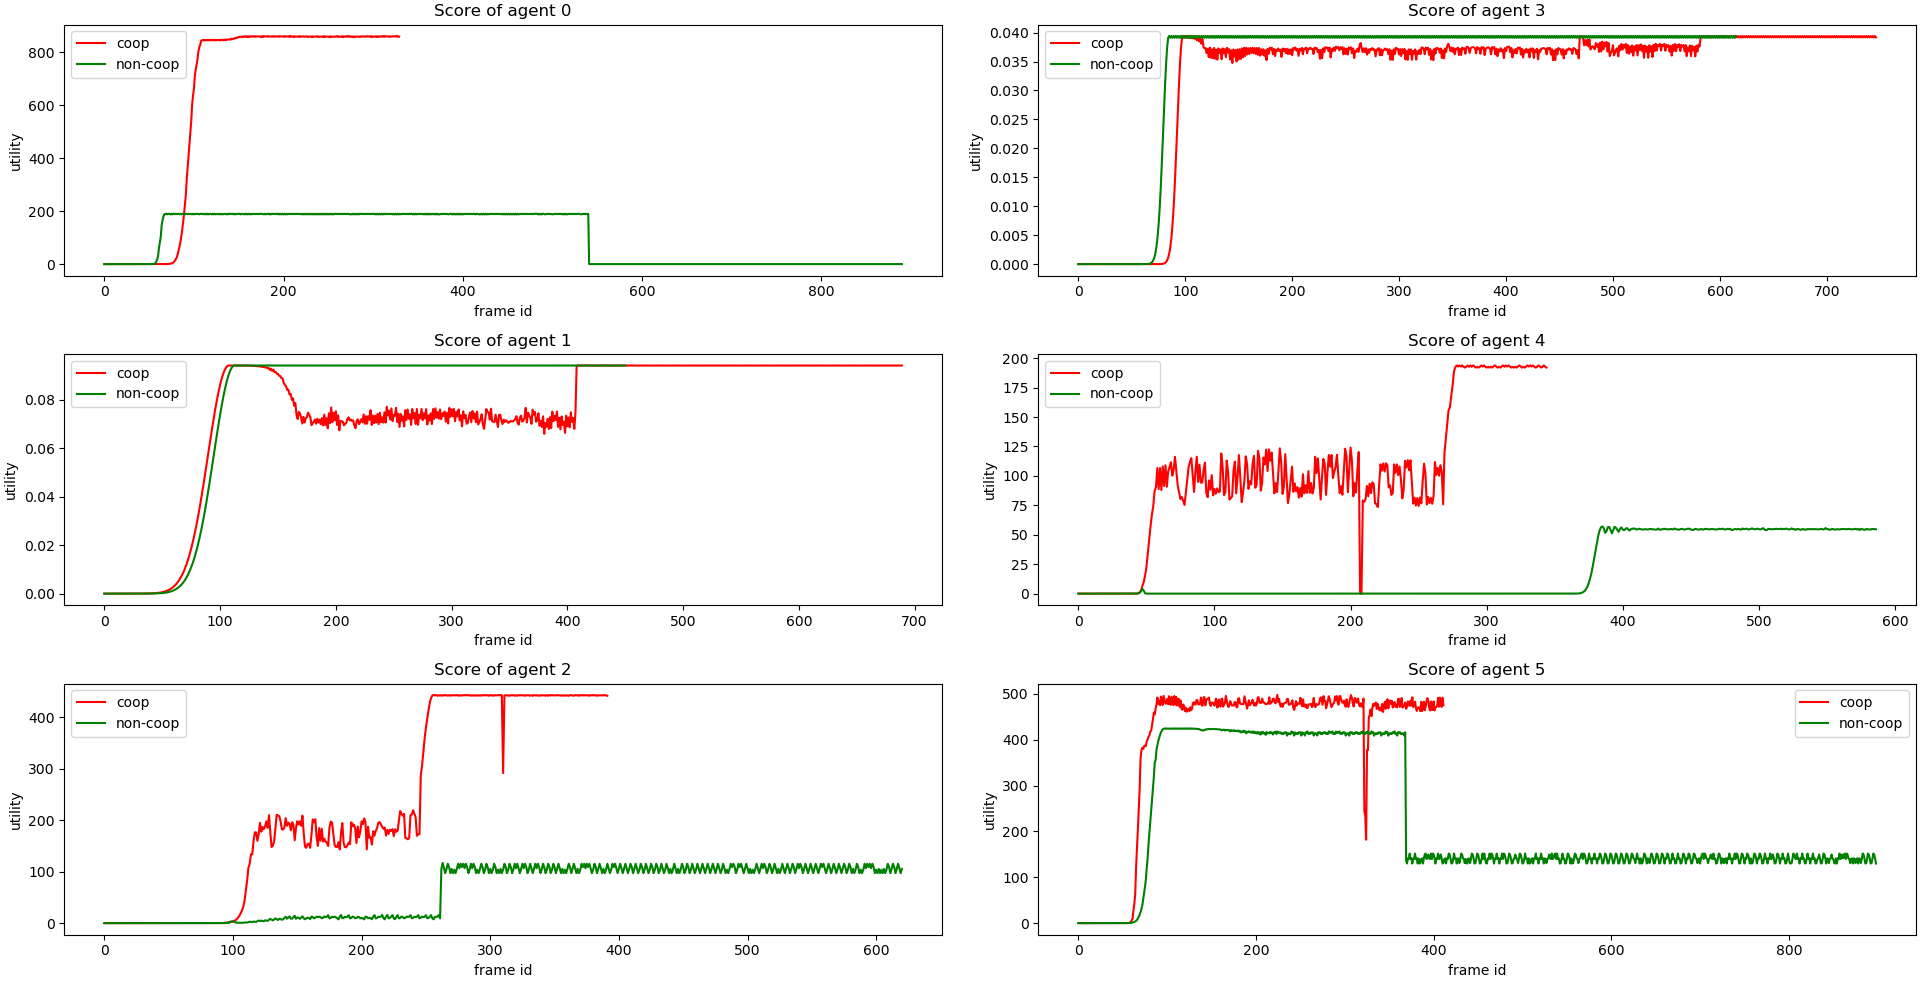 Score of agent 0
coop
non-coop
utility
800
600
400
200
0
0 200 400 600 800
frame id
Score of agent 3
coop
non-coop
utility
0.040
0.035
0.030
0.025
0.020
0.015
0.010
0.005
0.000
0 100 200 300 400 500 600 700
frame id
Score of agent 1
coop
non-coop
utility
0.08
0.06
0.04
0.02
0.00
0 100 200 300 400 500 600 700
frame id
Score of agent 4
coop
non-coop
utility
200
175
150
125
100
75
50
25
0
0 100 200 300 400 500 600
frame id
Score of agent 2
coop
non-coop
utility
400
300
200
100
0
0 100 200 300 400 500 600
frame id
Score of agent 5
coop
non-coop
utility
500
400
300
200
100
0
0 200 400 600 800
frame id